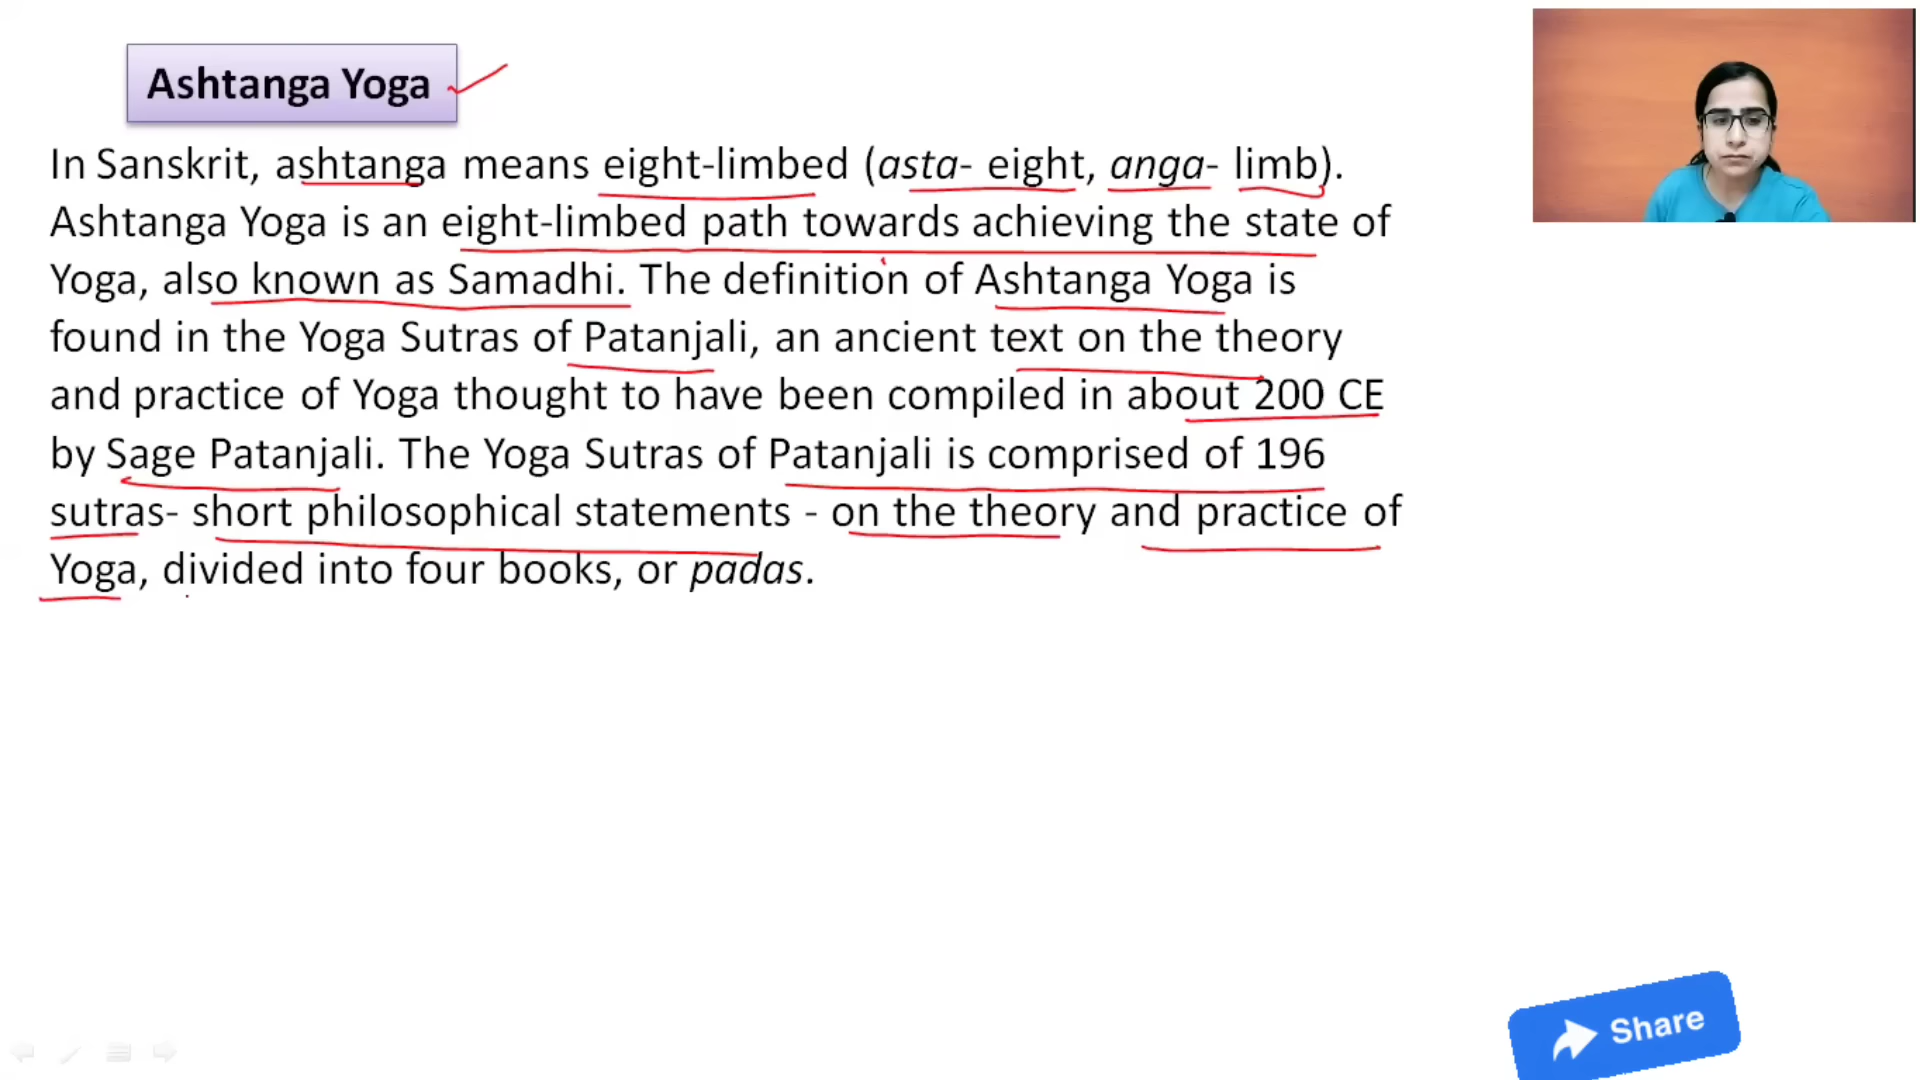 Ashtanga Yoga
In Sanskrit, ashtanga means eight-limbed (asta- eight, anga- limb).
Ashtanga Yoga is an eight-limbed path towards achieving the state of
Yoga, also known as Samadhi. The definition of Ashtanga Yoga is
found in the Yoga Sutras of Patanjali, an ancient text on the theory
and practice of Yoga thought to have been compiled in about 200 CE
by Sage Patanjali. The Yoga Sutras of Patanjali is comprised of 196
sutras- short philosophical statements - on the theory and practice of
Yoga, divided into four books, or padas.
Share